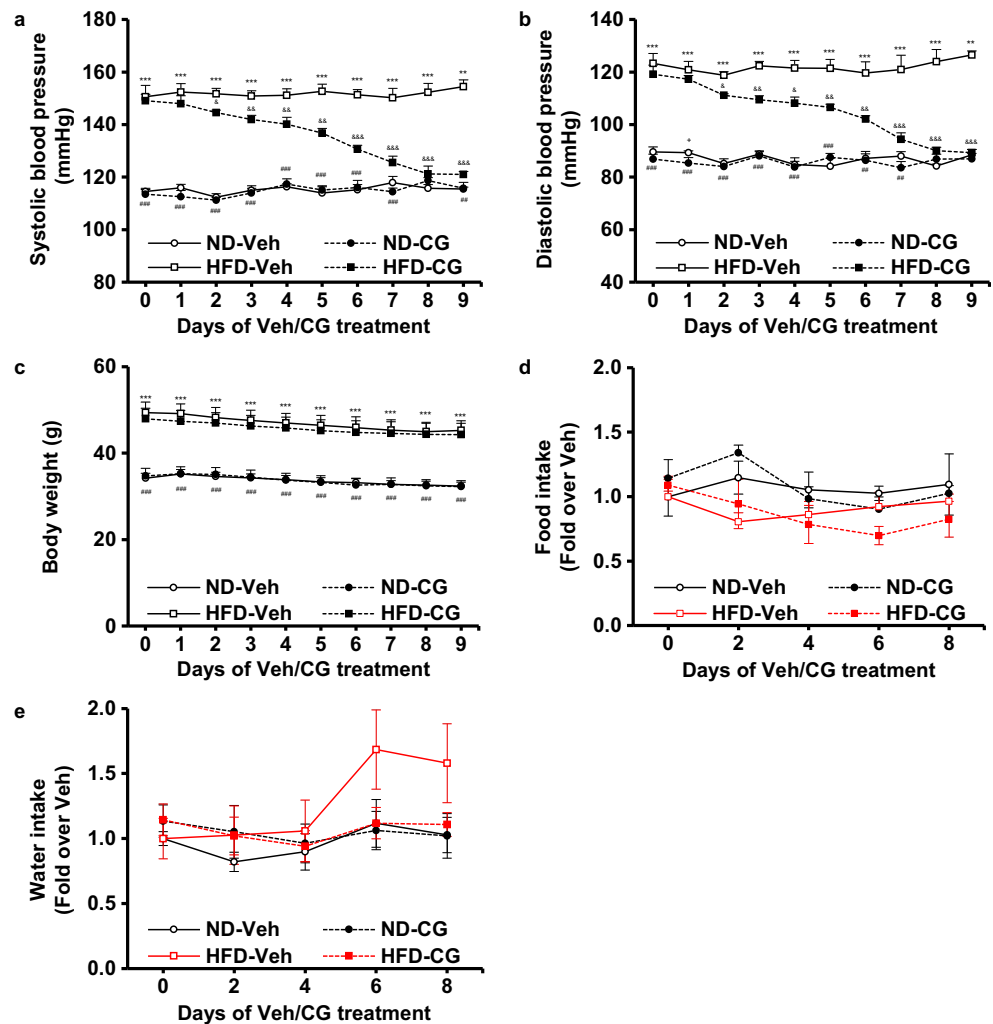 a
Systolic blood pressure
(mmHg)
180
160
140
120
100
80
*** *** *** *** *** *** *** *** *** **
& && && && &&& &&& &&& &&&
### ### ###
### ### ### ### ### ##
ND-Veh ND-CG
HFD-Veh HFD-CG
0 1 2 3 4 5 6 7 8 9
Days of Veh/CG treatment
b
Diastolic blood pressure
(mmHg)
140
120
100
80
60
40
*** *** *** *** *** *** *** *** *** **
& && & && && &&& &&& &&&
* ###
### ### ### ### ### ## ##
ND-Veh ND-CG
HFD-Veh HFD-CG
0 1 2 3 4 5 6 7 8 9
Days of Veh/CG treatment
c
Body weight (g)
60
40
20
0
*** *** *** *** *** *** *** *** *** ***
### ### ### ### ### ### ### ### ### ###
ND-Veh ND-CG
HFD-Veh HFD-CG
0 1 2 3 4 5 6 7 8 9
Days of Veh/CG treatment
d
Food intake
(Fold over Veh)
2.0
1.5
1.0
0.5
0.0
ND-Veh ND-CG
HFD-Veh HFD-CG
0 2 4 6 8
Days of Veh/CG treatment
e
Water intake
(Fold over Veh)
2.0
1.5
1.0
0.5
0.0
ND-Veh ND-CG
HFD-Veh HFD-CG
0 2 4 6 8
Days of Veh/CG treatment